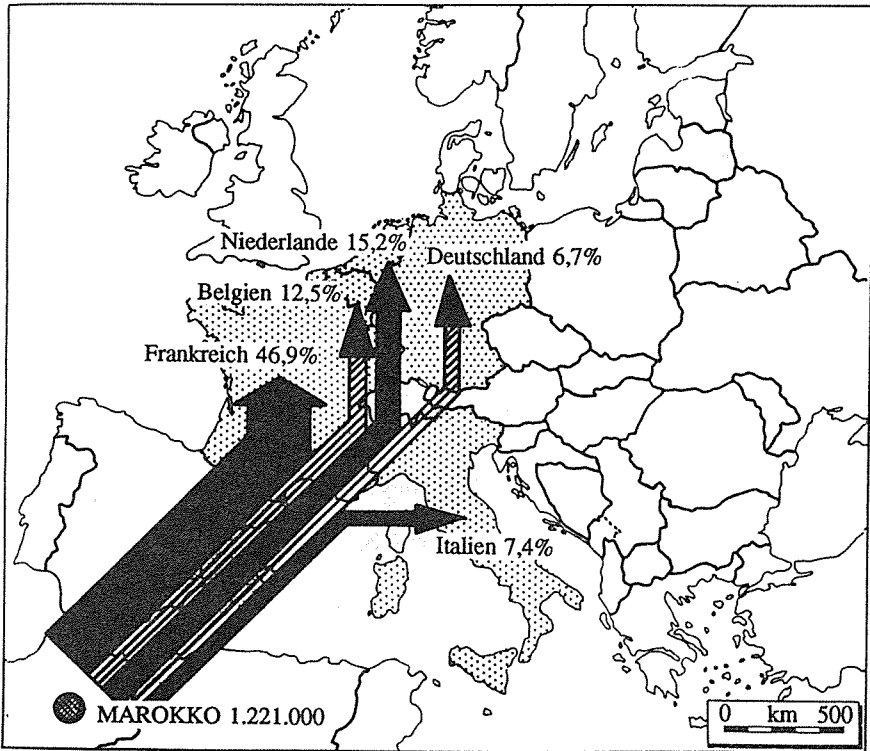 Niederlande 15,2%
Deutschland 6,7%
Belgien 12,5%
Frankreich 46,9%
Italien 7,4%
MAROKKO 1.221.000
0 km 500